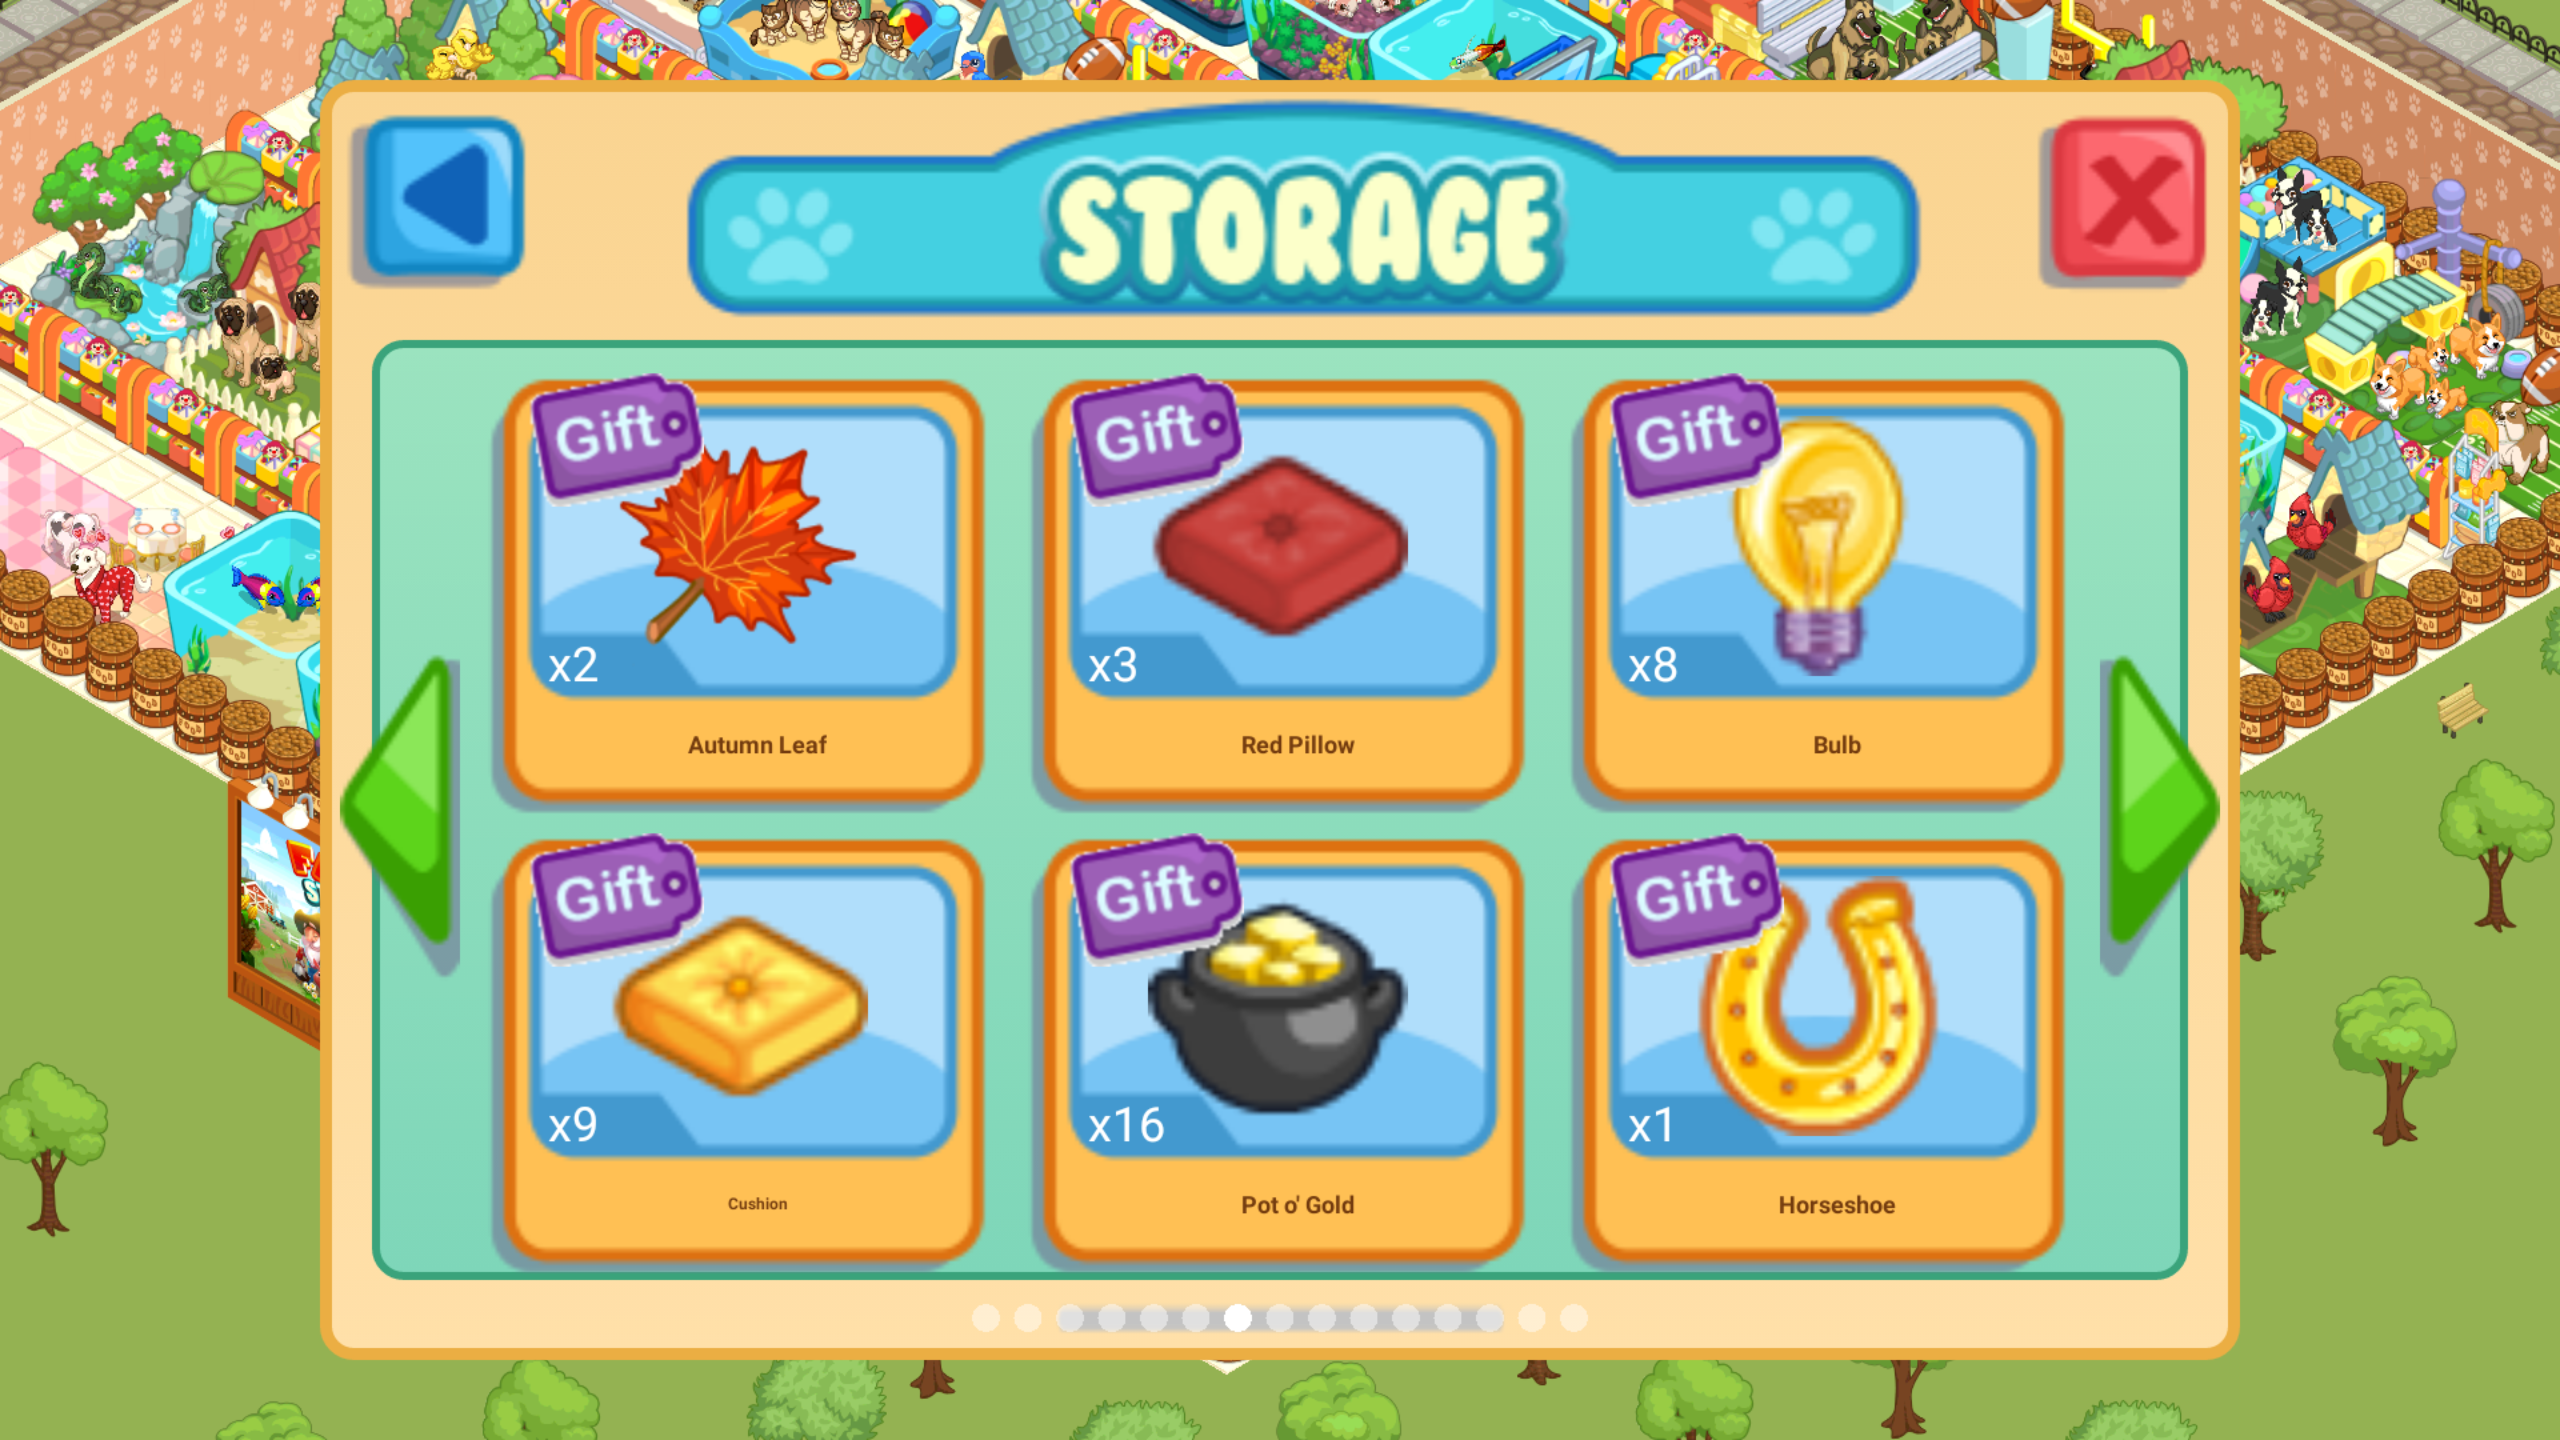 STORAGE
Gift
x2
Autumn Leaf
Gift
x3
Red Pillow
Gift
x8
Bulb
Gift
x9
Cushion
Gift
x16
Pot o' Gold
Gift
x1
Horseshoe